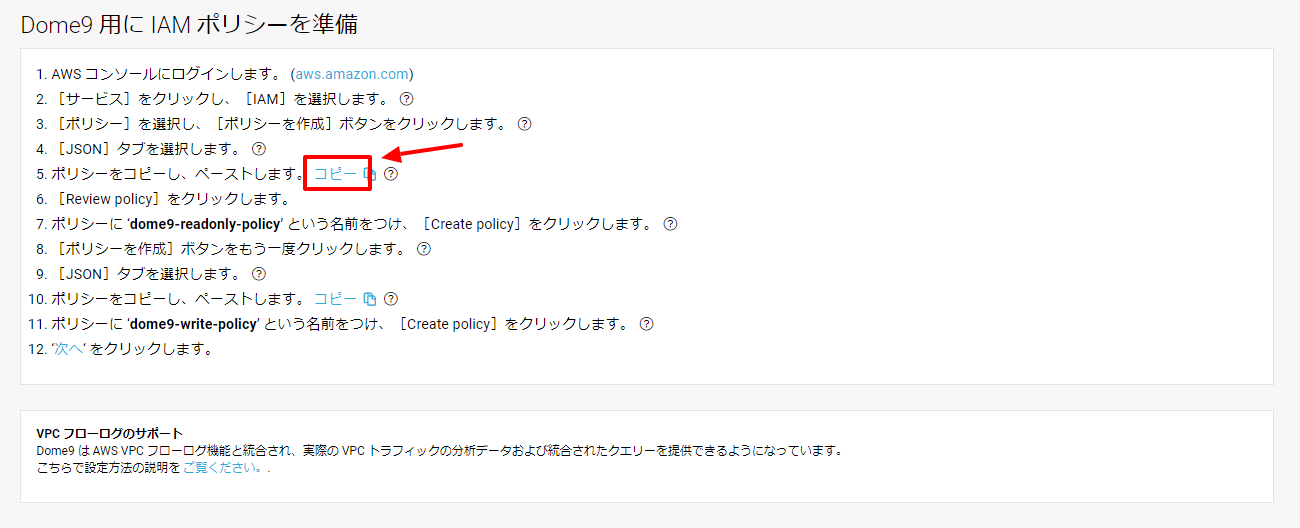 Dome9 用に IAM ポリシーを準備
1. AWS コンソールにログインします。 (aws.amazon.com)
2. ［サービス］をクリックし、［IAM］を選択します。
3. ［ポリシー］を選択し、［ポリシーを作成］ボタンをクリックします。
4. ［JSON］タブを選択します。
5. ポリシーをコピーし、ペーストします。 コピー
6. ［Review policy］をクリックします。
7. ポリシーに ‘dome9-readonly-policy’ という名前をつけ、［Create policy］をクリックします。
8. ［ポリシーを作成］ボタンをもう一度クリックします。
9. ［JSON］タブを選択します。
10. ポリシーをコピーし、ペーストします。 コピー
11. ポリシーに ‘dome9-write-policy’ という名前をつけ、［Create policy］をクリックします。
12. ‘次へ‘ をクリックします。
VPC フローログのサポート
Dome9 は AWS VPC フローログ機能と統合され、実際の VPC トラフィックの分析データおよび統合されたクエリーを提供できるようになっています。
こちらで設定方法の説明を ご覧ください。.